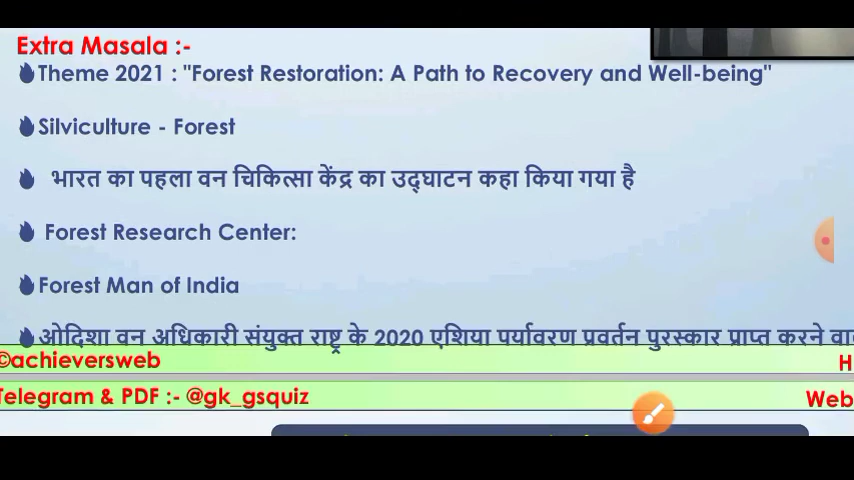 Extra Masala :-
Theme 2021 : "Forest Restoration: A Path to Recovery and Well-being"
Silviculture - Forest
भारत का पहला वन चिकित्सा केंद्र का उद्घाटन कहा किया गया है
Forest Research Center:
Forest Man of India
ओदिशा वन अधिकारी संयुक्त राष्ट्र के 2020 एशिया पर्यावरण प्रवर्तन पुरस्कार प्राप्त करने
©achieversweb
H
Telegram & PDF :- @gk_gsquiz
Web